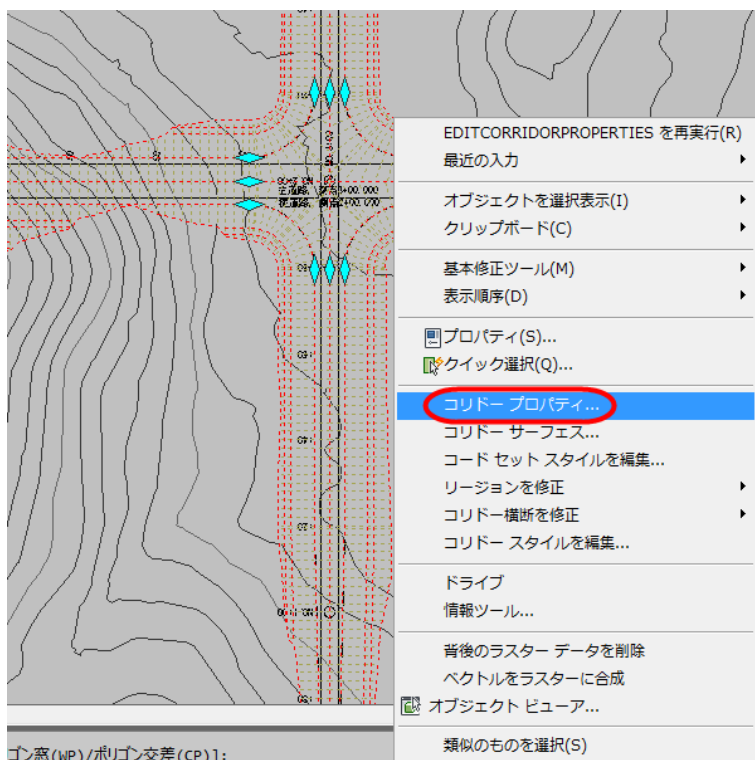 EDITCORRIDORPROPERTIES を再実行(R)
最近の入力
オブジェクトを選択表示(I)
クリップボード(C)
基本修正ツール(M)
表示順序(D)
プロパティ(S)...
クイック選択(Q)...
コリドー プロパティ...
コリドー サーフェス...
コード セット スタイルを編集...
リージョンを修正
コリドー横断を修正
コリドー スタイルを編集...
ドライブ
情報ツール...
背後のラスター データを削除
ベクトルをラスターに合成
オブジェクト ビューア...
類似のものを選択(S)
ゴン窓(WP)/ポリゴン交差(CP)]: